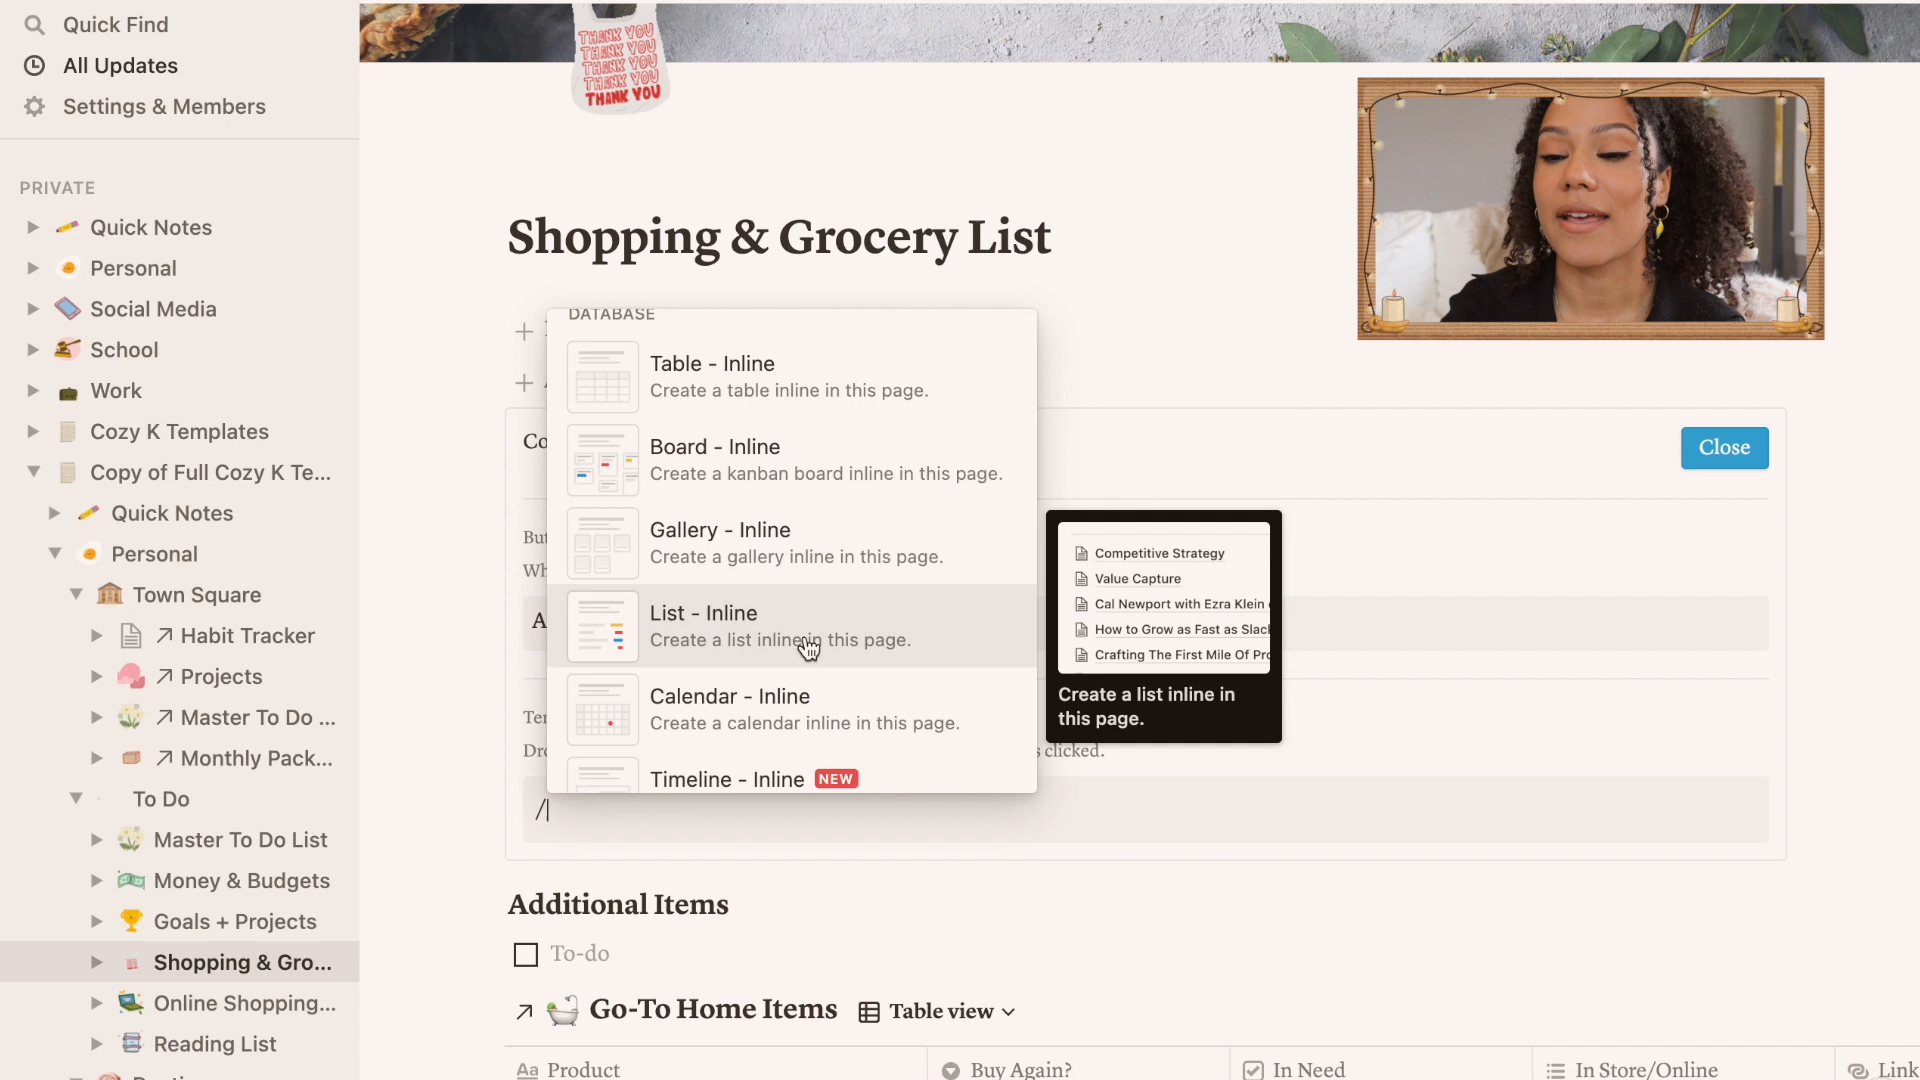 Quick Find
All Updates
Settings & Members
PRIVATE
Quick Notes
Personal
Social Media
School
Work
Cozy K Templates
Copy of Full Cozy K Te...
Quick Notes
Personal
Town Square
Habit Tracker
Projects
Master To Do ...
Monthly Pack...
To Do
Master To Do List
Money & Budgets
Goals + Projects
Shopping & Gro...
Online Shopping...
Reading List
THANK YOU
THANK YOU
THANK YOU
THANK YOU
THANK YOU
Shopping & Grocery List
DATABASE
Table - Inline
Create a table inline in this page.
Board - Inline
Create a kanban board inline in this page.
Gallery - Inline
Create a gallery inline in this page.
List - Inline
Create a list inline in this page.
Calendar - Inline
Create a calendar inline in this page.
Timeline - Inline NEW
Co
Close
But
Wh
A
Competitive Strategy
Value Capture
Cal Newport with Ezra Klein
How to Grow as Fast as Slac
Crafting The First Mile Of Pro
Create a list inline in
this page.
Ter
Dro
s clicked.
/
Additional Items
To-do
Go-To Home Items Table view
Aa Product Buy Again? In Need In Store/Online Link